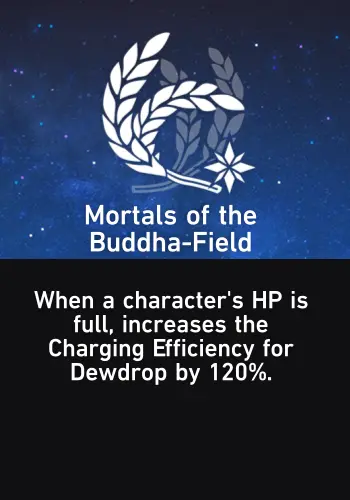 Mortals of the
Buddha-Field
When a character's HP is
full, increases the
Charging Efficiency for
Dewdrop by 120%.